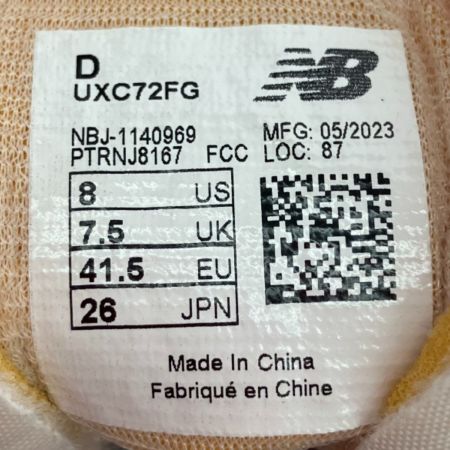 D
UXC72FG
NB
NBJ-1140969 MFG: 05/2023
PTRNJ8167 FCC LOC: 87
8 US
7.5 UK
41.5 EU
26 JPN
Made In China
Fabriqué en Chine